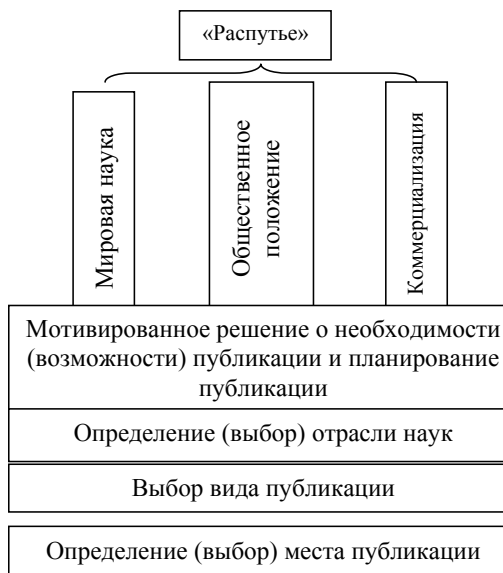 «Распутье»
Мировая наука
Общественное
положение
Коммерциализация
Мотивированное решение о необходимости
(возможности) публикации и планирование
публикации
Определение (выбор) отрасли наук
Выбор вида публикации
Определение (выбор) места публикации